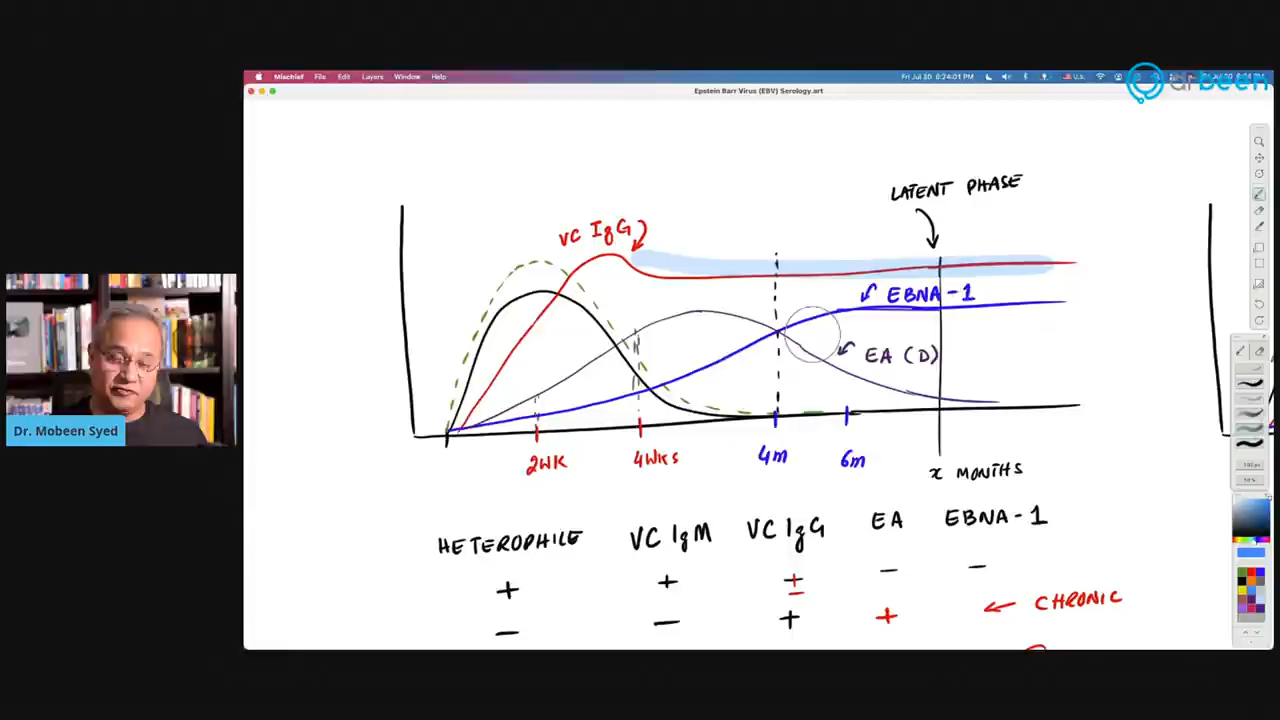 Mischief File Edit Layers Window Help
U.S.
Epstein Barr Virus (EBV) Serology.art
drbeen
LATENT PHASE
VC IgG
EBNA-1
EA (D)
Dr. Mobeen Syed
2WK 4WKS 4m 6m
x MONTHS
HETEROPHILE VC IgM VC IgG EA EBNA-1
+ + ± - -
- - + + ← CHRONIC